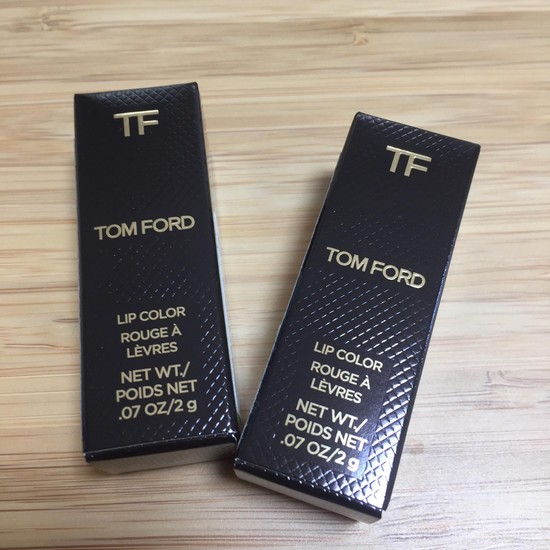 TF
TOM FORD
LIP COLOR
ROUGE À
LÈVRES
NET WT./
POIDS NET
.07 OZ/2 g
TF
TOM FORD
LIP COLOR
ROUGE À
LÈVRES
NET WT./
POIDS NET
.07 OZ/2 g